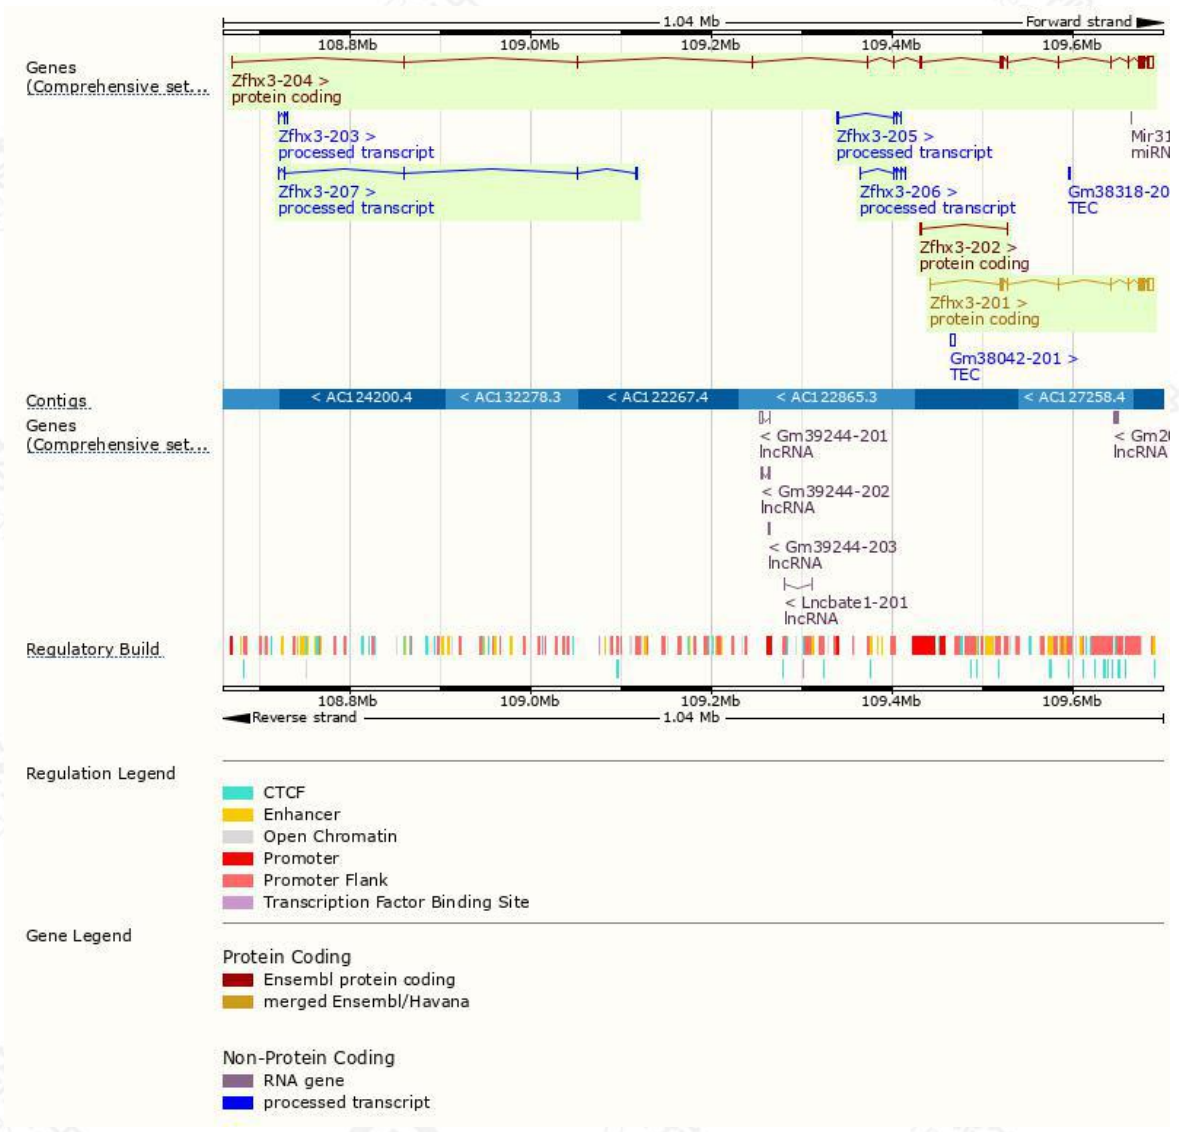 1.04 Mb Forward strand
108.8Mb 109.0Mb 109.2Mb 109.4Mb 109.6Mb
Genes
(Comprehensive set...
Zfhx3-204 >
protein coding
Zfhx3-203 > Zfhx3-205 > Mir31
processed transcript processed transcript miRN
Zfhx3-207 > Zfhx3-206 > Gm38318-20
processed transcript processed transcript TEC
Zfhx3-202 >
protein coding
Zfhx3-201 >
protein coding
Gm38042-201 >
TEC
Contigs
< AC124200.4 < AC132278.3 < AC122267.4 < AC122865.3 < AC127258.4
Genes
(Comprehensive set...
< Gm39244-201 < Gm20
lncRNA lncRNA
< Gm39244-202
lncRNA
< Gm39244-203
lncRNA
< Lncbate1-201
lncRNA
Regulatory Build
108.8Mb 109.0Mb 109.2Mb 109.4Mb 109.6Mb
Reverse strand 1.04 Mb
Regulation Legend
CTCF
Enhancer
Open Chromatin
Promoter
Promoter Flank
Transcription Factor Binding Site
Gene Legend
Protein Coding
Ensembl protein coding
merged Ensembl/Havana
Non-Protein Coding
RNA gene
processed transcript